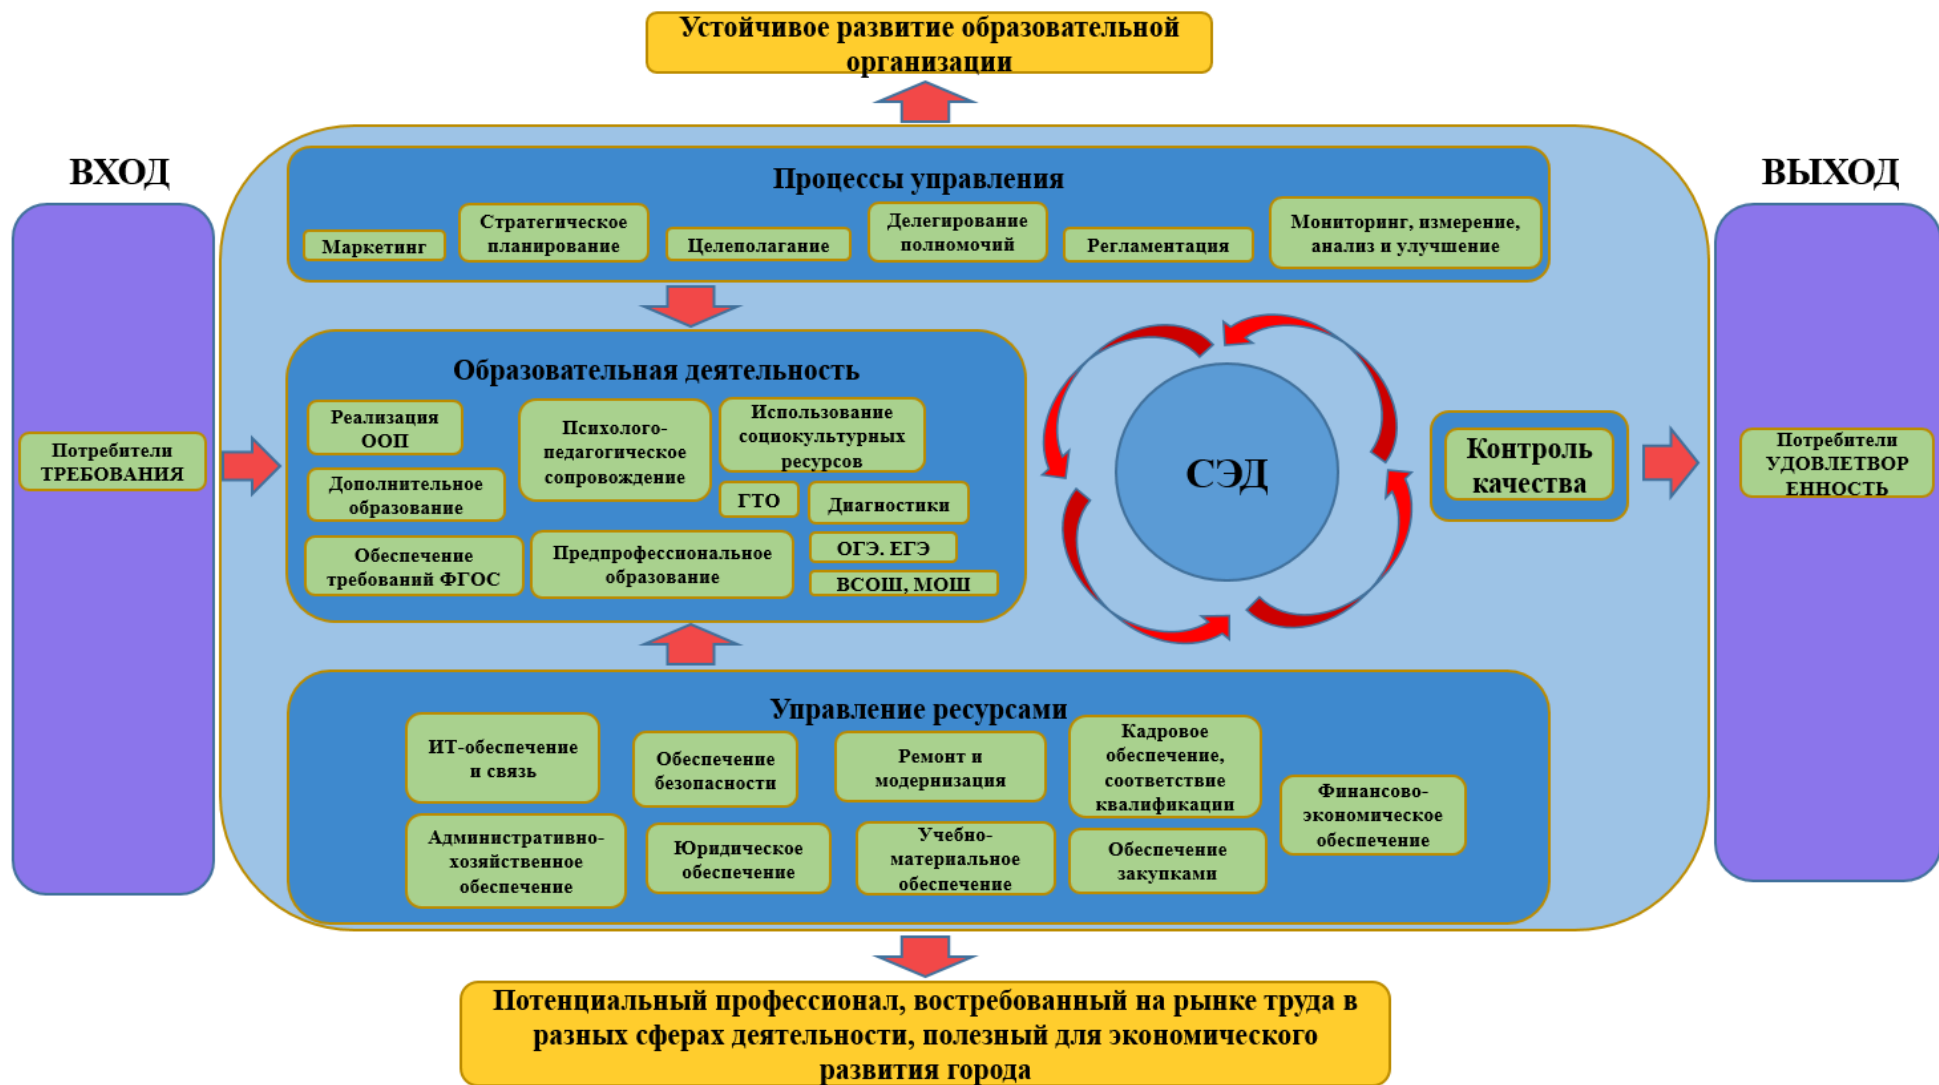 Устойчивое развитие образовательной
организации
ВХОД
ВЫХОД
Процессы управления
Маркетинг
Стратегическое
планирование
Целеполагание
Делегирование
полномочий
Регламентация
Мониторинг, измерение,
анализ и улучшение
Потребители
ТРЕБОВАНИЯ
Образовательная деятельность
Реализация
ООП
Психолого-
педагогическое
сопровождение
Использование
социокультурных
ресурсов
Дополнительное
образование
ГТО
Диагностики
Обеспечение
требований ФГОС
Предпрофессиональное
образование
ОГЭ. ЕГЭ
ВСОШ, МОШ
СЭД
Контроль
качества
Потребители
УДОВЛЕТВОР
ЕННОСТЬ
Управление ресурсами
ИТ-обеспечение
и связь
Обеспечение
безопасности
Ремонт и
модернизация
Кадровое
обеспечение,
соответствие
квалификации
Финансово-
экономическое
обеспечение
Административно-
хозяйственное
обеспечение
Юридическое
обеспечение
Учебно-
материальное
обеспечение
Обеспечение
закупками
Потенциальный профессионал, востребованный на рынке труда в
разных сферах деятельности, полезный для экономического
развития города